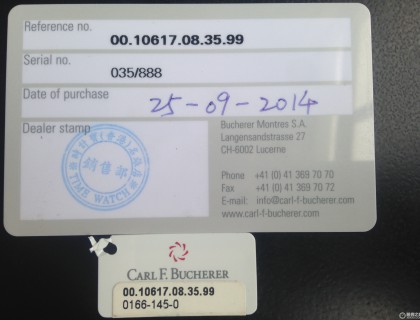 Reference no.
00.10617.08.35.99
Serial no.
035/888
Date of purchase
25-09-2014
Dealer stamp
銷售部
TIME WATCH
Bucherer Montres S.A.
Langensandstrasse 27
CH-6002 Lucerne
Phone +41 (0) 41 369 70 70
Fax +41 (0) 41 369 70 72
E-mail: info@carl-f-bucherer.com
www.carl-f-bucherer.com
CARL F. BUCHERER
00.10617.08.35.99
0166-145-0